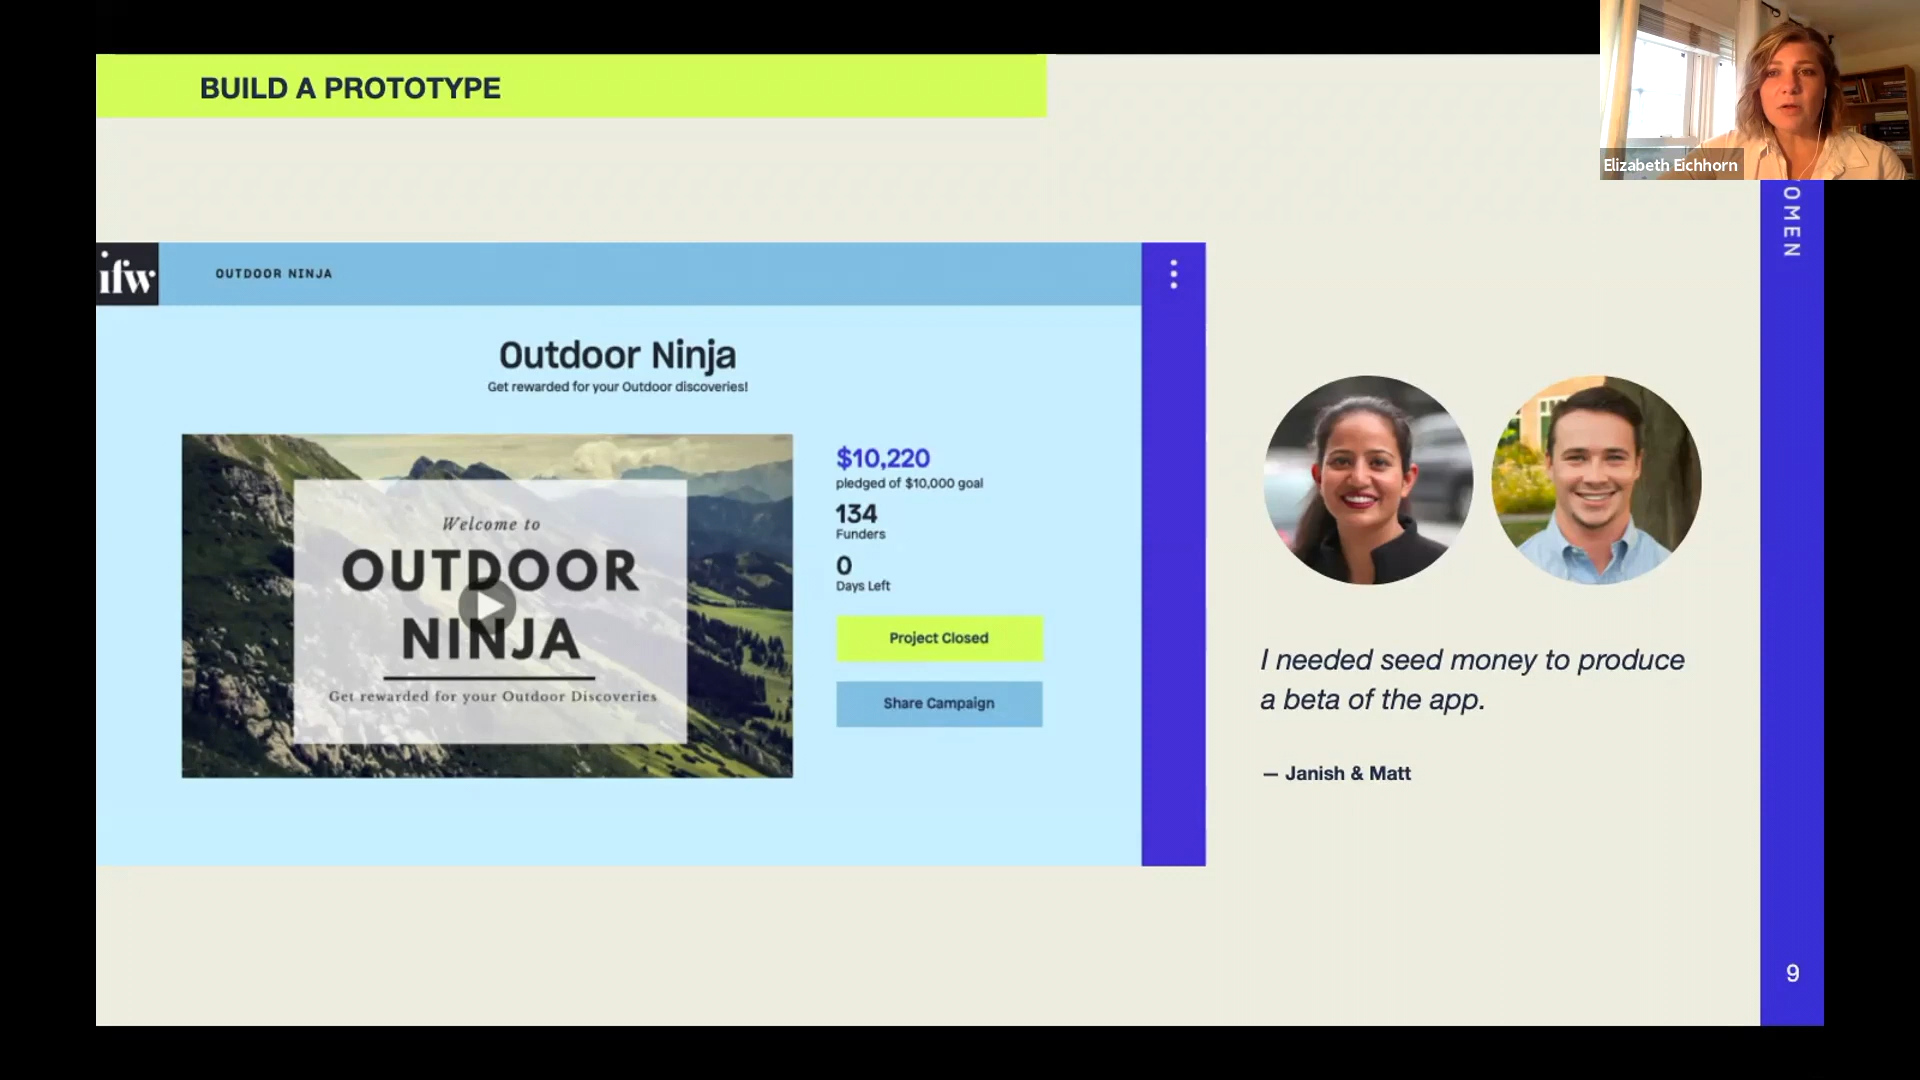 BUILD A PROTOTYPE
Elizabeth Eichhorn
OMEN
ifw
OUTDOOR NINJA
Outdoor Ninja
Get rewarded for your Outdoor discoveries!
Welcome to
OUTDOOR
NINJA
Get rewarded for your Outdoor Discoveries
$10,220
pledged of $10,000 goal
134
Funders
0
Days Left
Project Closed
Share Campaign
I needed seed money to produce
a beta of the app.
— Janish & Matt
9